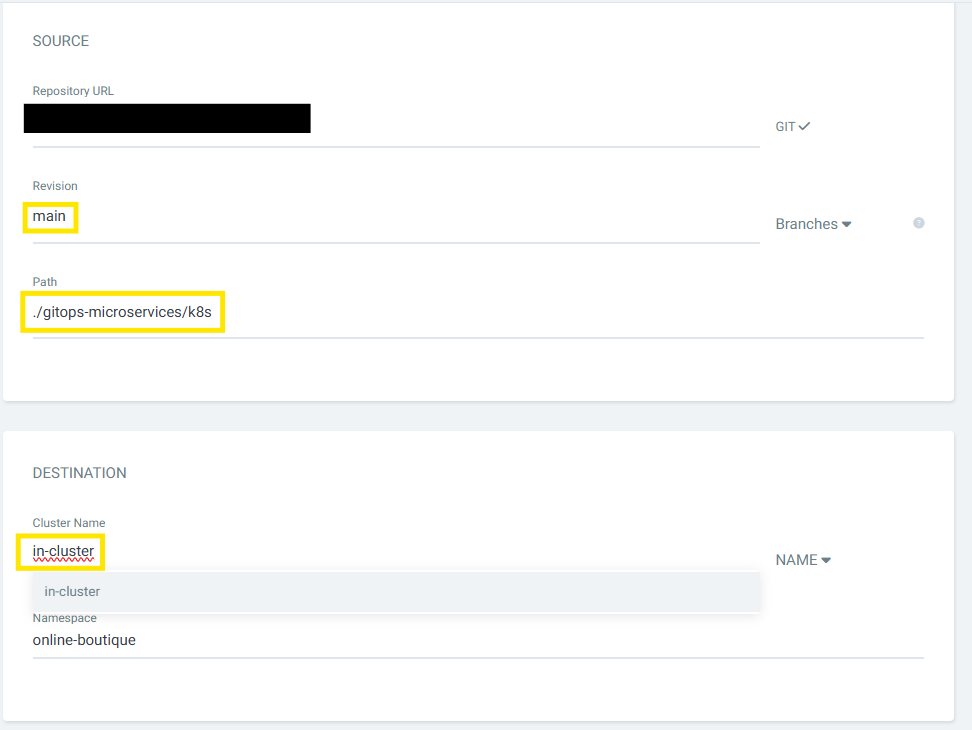 SOURCE
Repository URL
GIT
Revision
main
Branches
?
Path
./gitops-microservices/k8s
DESTINATION
Cluster Name
in-cluster
NAME
in-cluster
Namespace
online-boutique